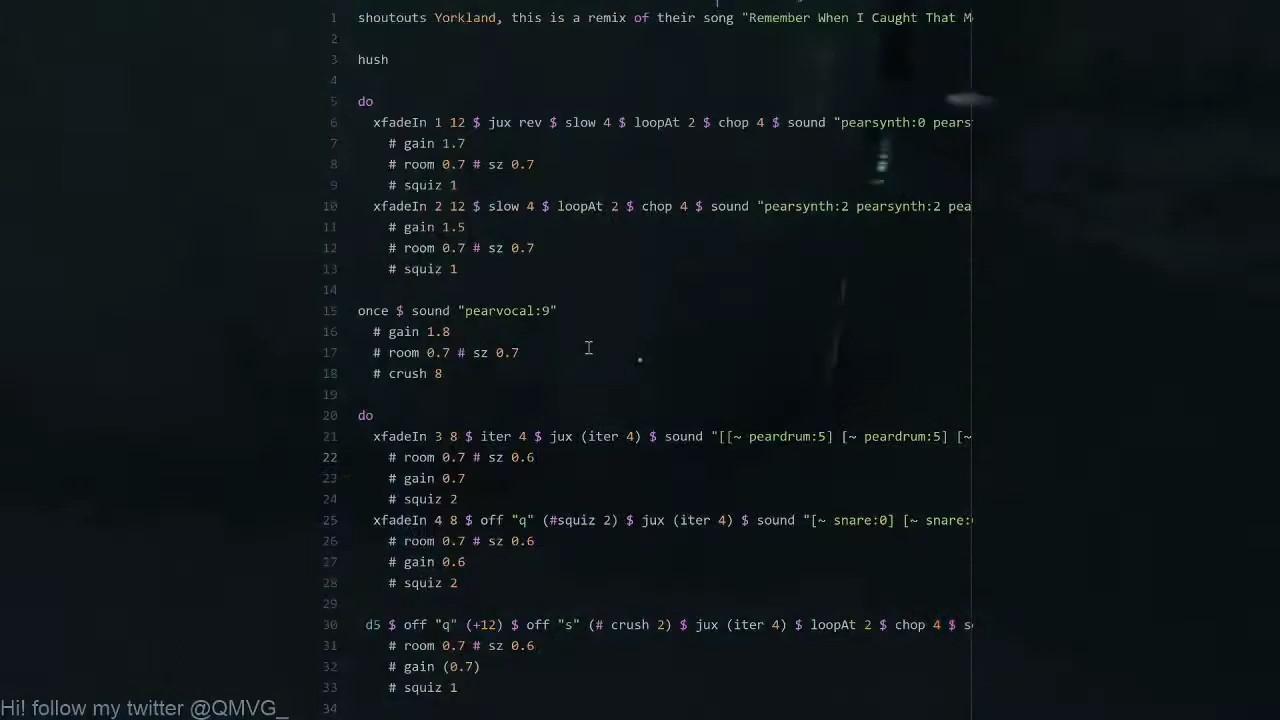 1 shoutouts Yorkland, this is a remix of their song "Remember When I Caught That M
2
3 hush
4
5 do
6 xfadeIn 1 12 $ jux rev $ slow 4 $ loopAt 2 $ chop 4 $ sound "pearsynth:0 pears
7 # gain 1.7
8 # room 0.7 # sz 0.7
9 # squiz 1
10 xfadeIn 2 12 $ slow 4 $ loopAt 2 $ chop 4 $ sound "pearsynth:2 pearsynth:2 pea
11 # gain 1.5
12 # room 0.7 # sz 0.7
13 # squiz 1
14
15 once $ sound "pearvocal:9"
16 # gain 1.8
17 # room 0.7 # sz 0.7
18 # crush 8
19
20 do
21 xfadeIn 3 8 $ iter 4 $ jux (iter 4) $ sound "[[~ peardrum:5] [~ peardrum:5] [~
22 # room 0.7 # sz 0.6
23 # gain 0.7
24 # squiz 2
25 xfadeIn 4 8 $ off "q" (#squiz 2) $ jux (iter 4) $ sound "[~ snare:0] [~ snare:
26 # room 0.7 # sz 0.6
27 # gain 0.6
28 # squiz 2
29
30 d5 $ off "q" (+12) $ off "s" (# crush 2) $ jux (iter 4) $ loopAt 2 $ chop 4 $ s
31 # room 0.7 # sz 0.6
32 # gain (0.7)
33 # squiz 1
34
Hi! follow my twitter @QMVG_